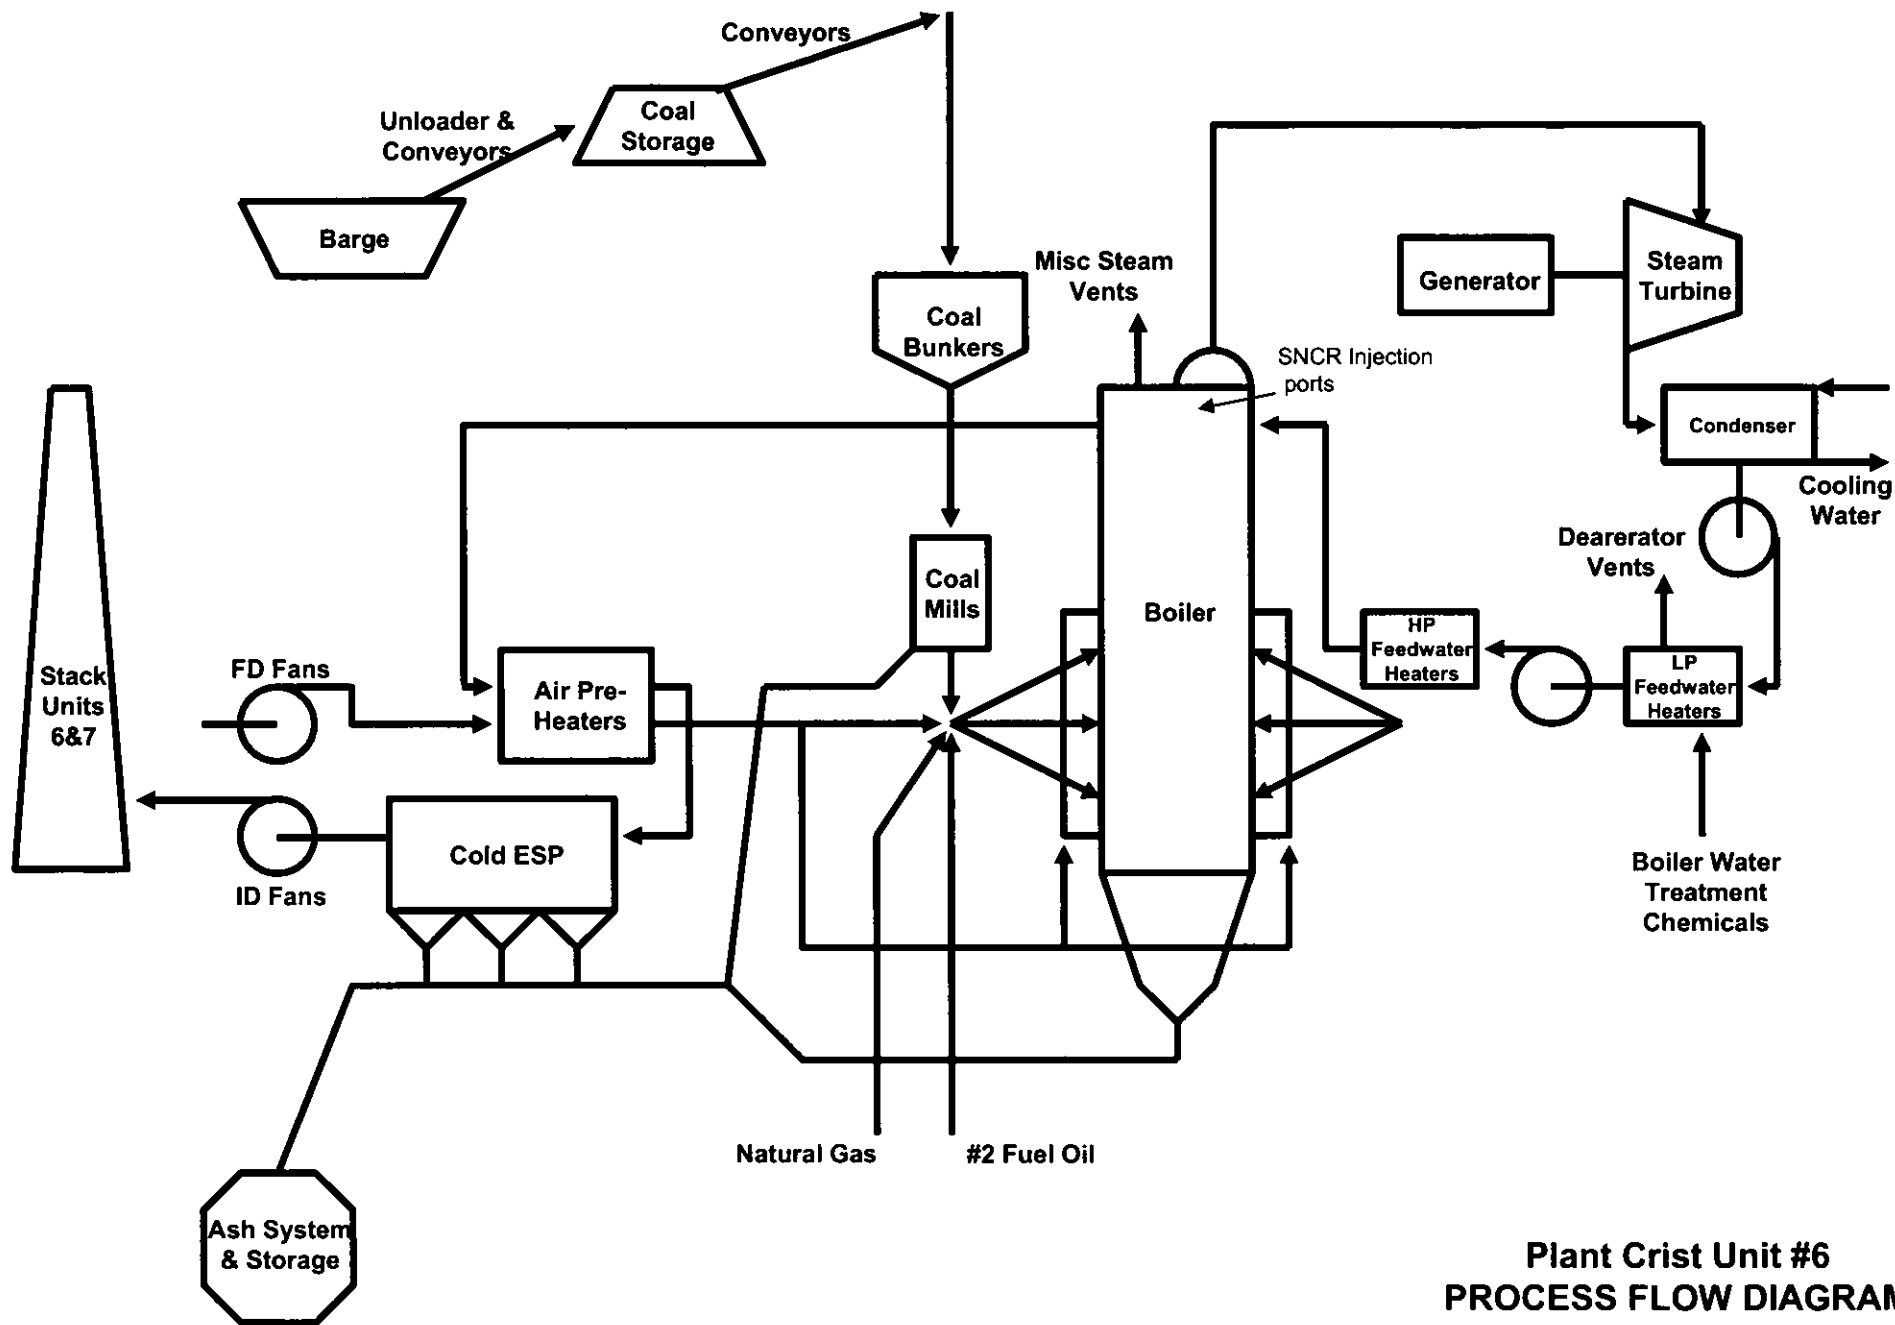 Conveyors
Unloader &
Conveyors
Coal
Storage
Barge
Misc Steam
Vents
Coal
Bunkers
Generator
Steam
Turbine
SNCR Injection
ports
Condenser
Cooling
Water
Dearerator
Vents
Coal
Mills
Boiler
HP
Feedwater
Heaters
LP
Feedwater
Heaters
Stack
Units
6&7
FD Fans
Air Pre-
Heaters
Cold ESP
ID Fans
Boiler Water
Treatment
Chemicals
Natural Gas
#2 Fuel Oil
Ash System
& Storage
Plant Crist Unit #6
PROCESS FLOW DIAGRAM